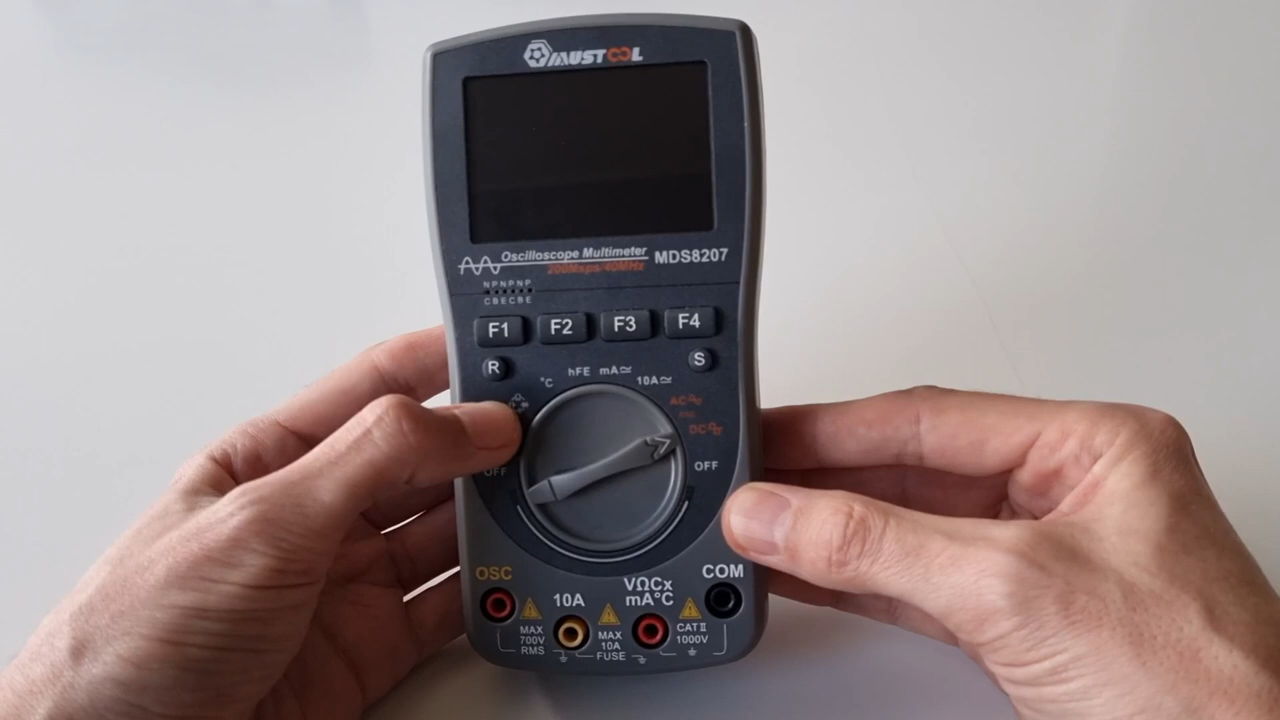 MUSTOOL
Oscilloscope Multimeter
200Msps/40MHz
MDS8207
NPNPNP
CBECBE
F1 F2 F3 F4
R S
°C hFE mA≂ 10A≂
AC
OSC
DC
OFF OFF
OSC 10A VΩCx COM
mA°C
MAX
700V
RMS
MAX
10A
FUSE
CAT II
1000V